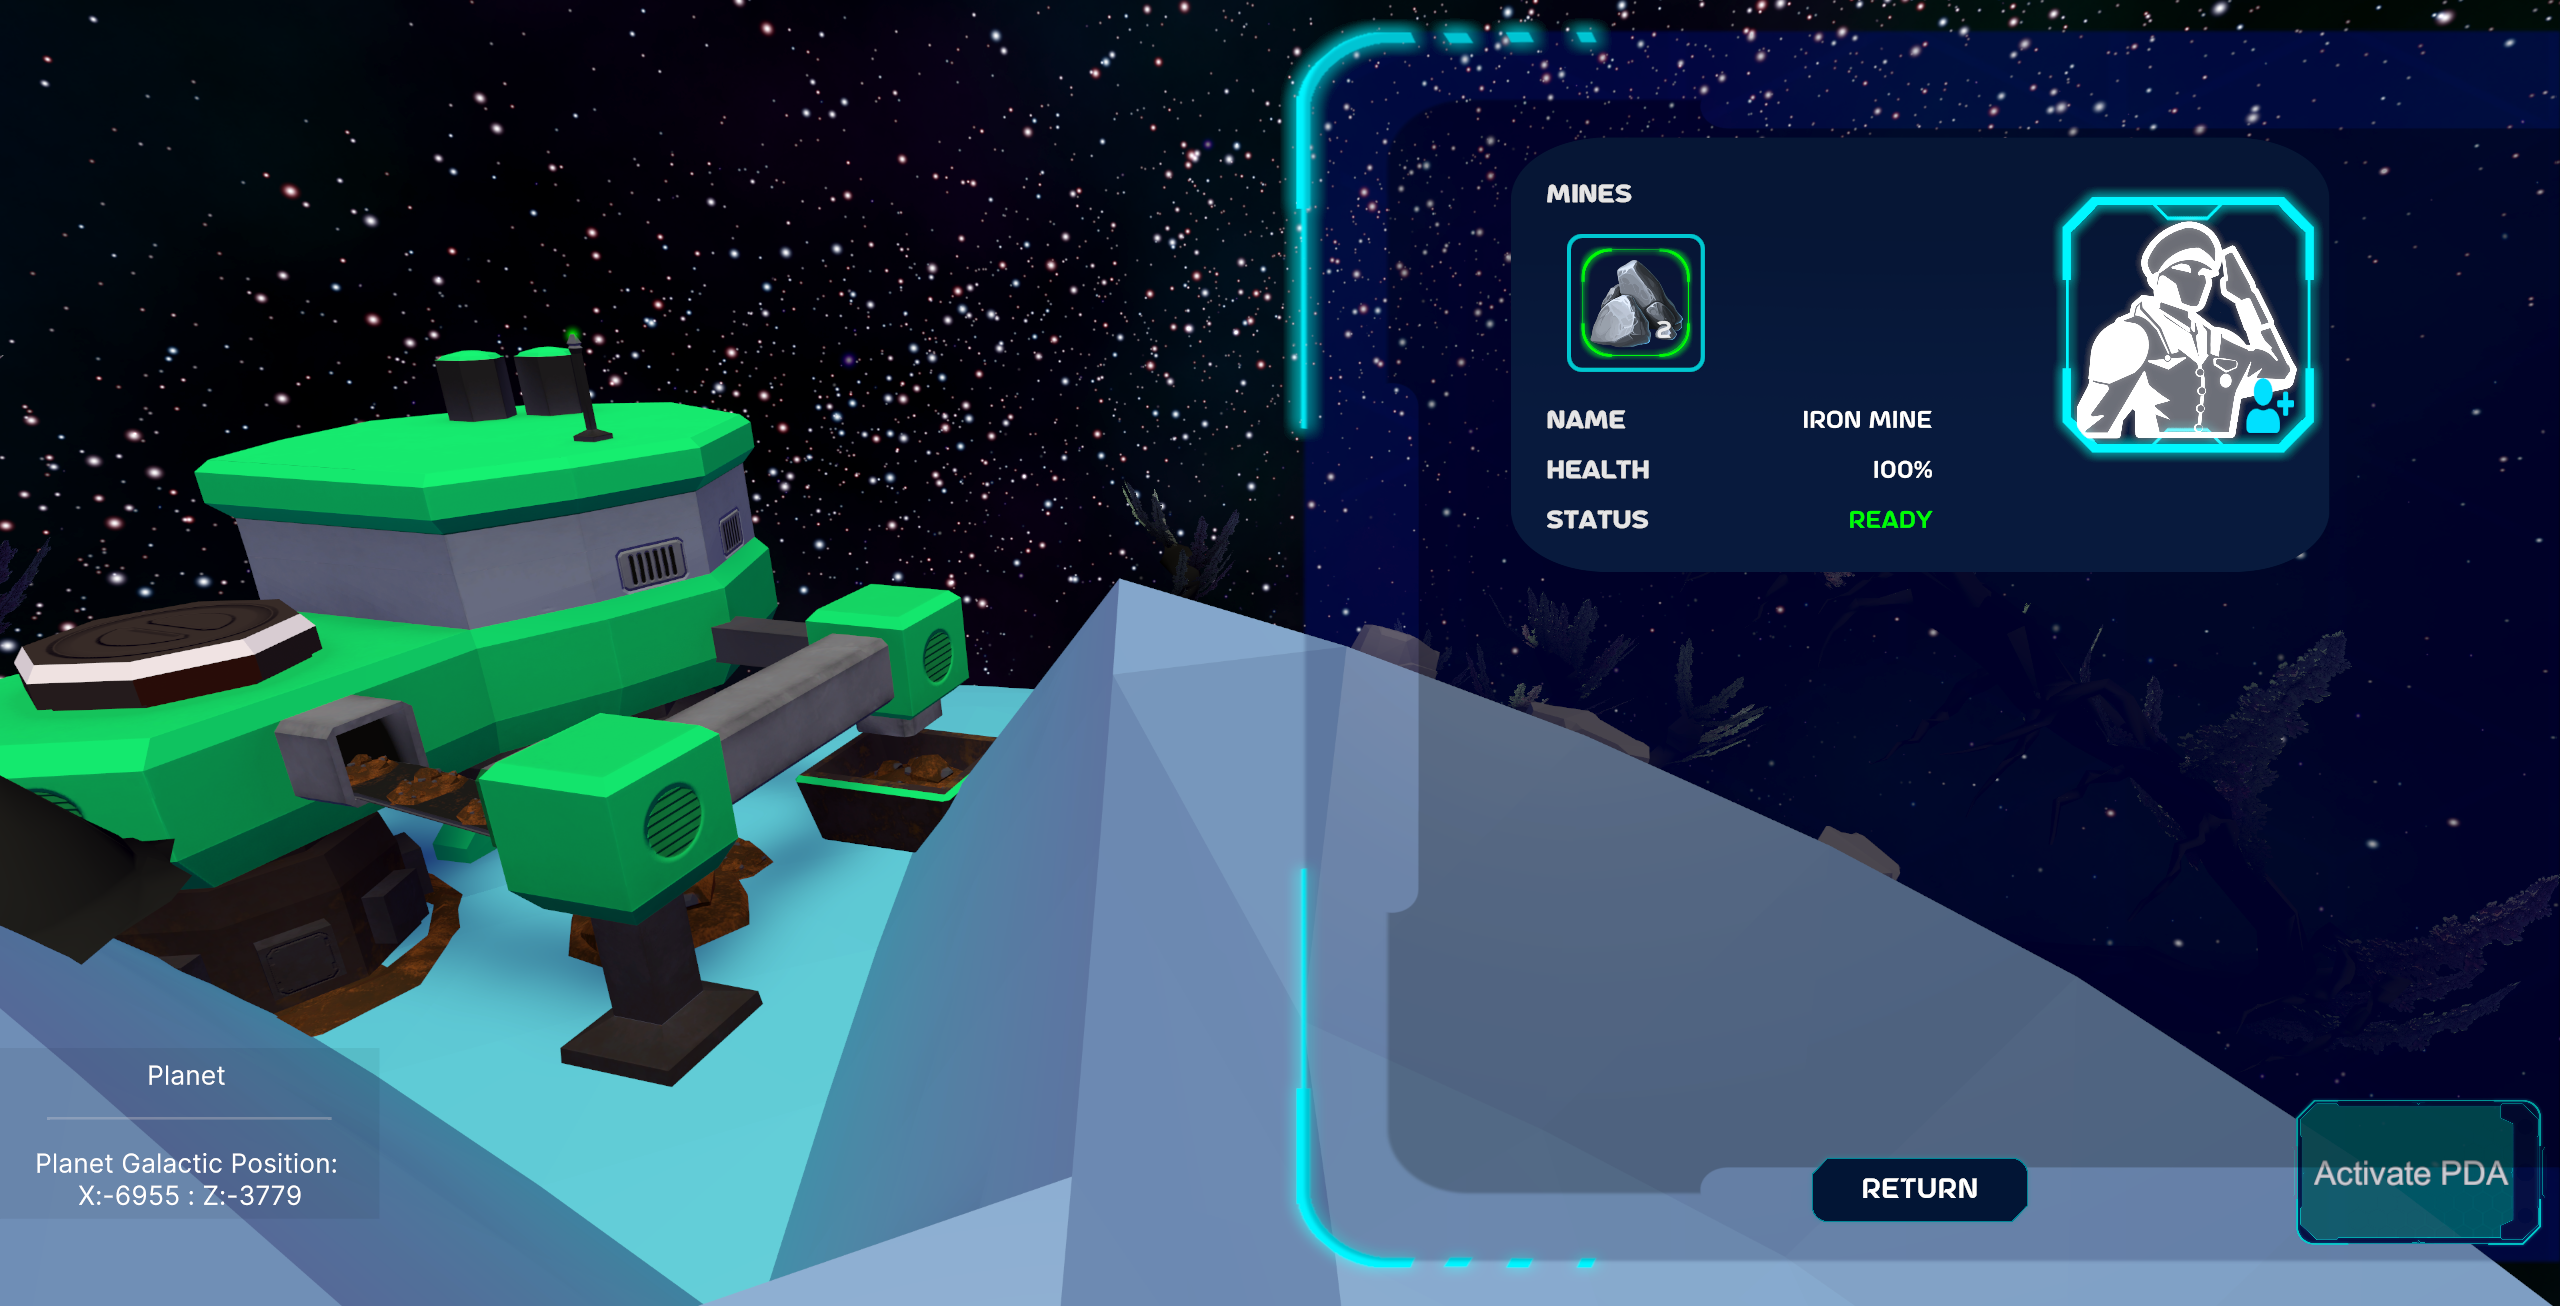 MINES
2
NAME IRON MINE
HEALTH 100%
STATUS READY
Planet
Planet Galactic Position:
X:-6955 : Z:-3779
RETURN
Activate PDA